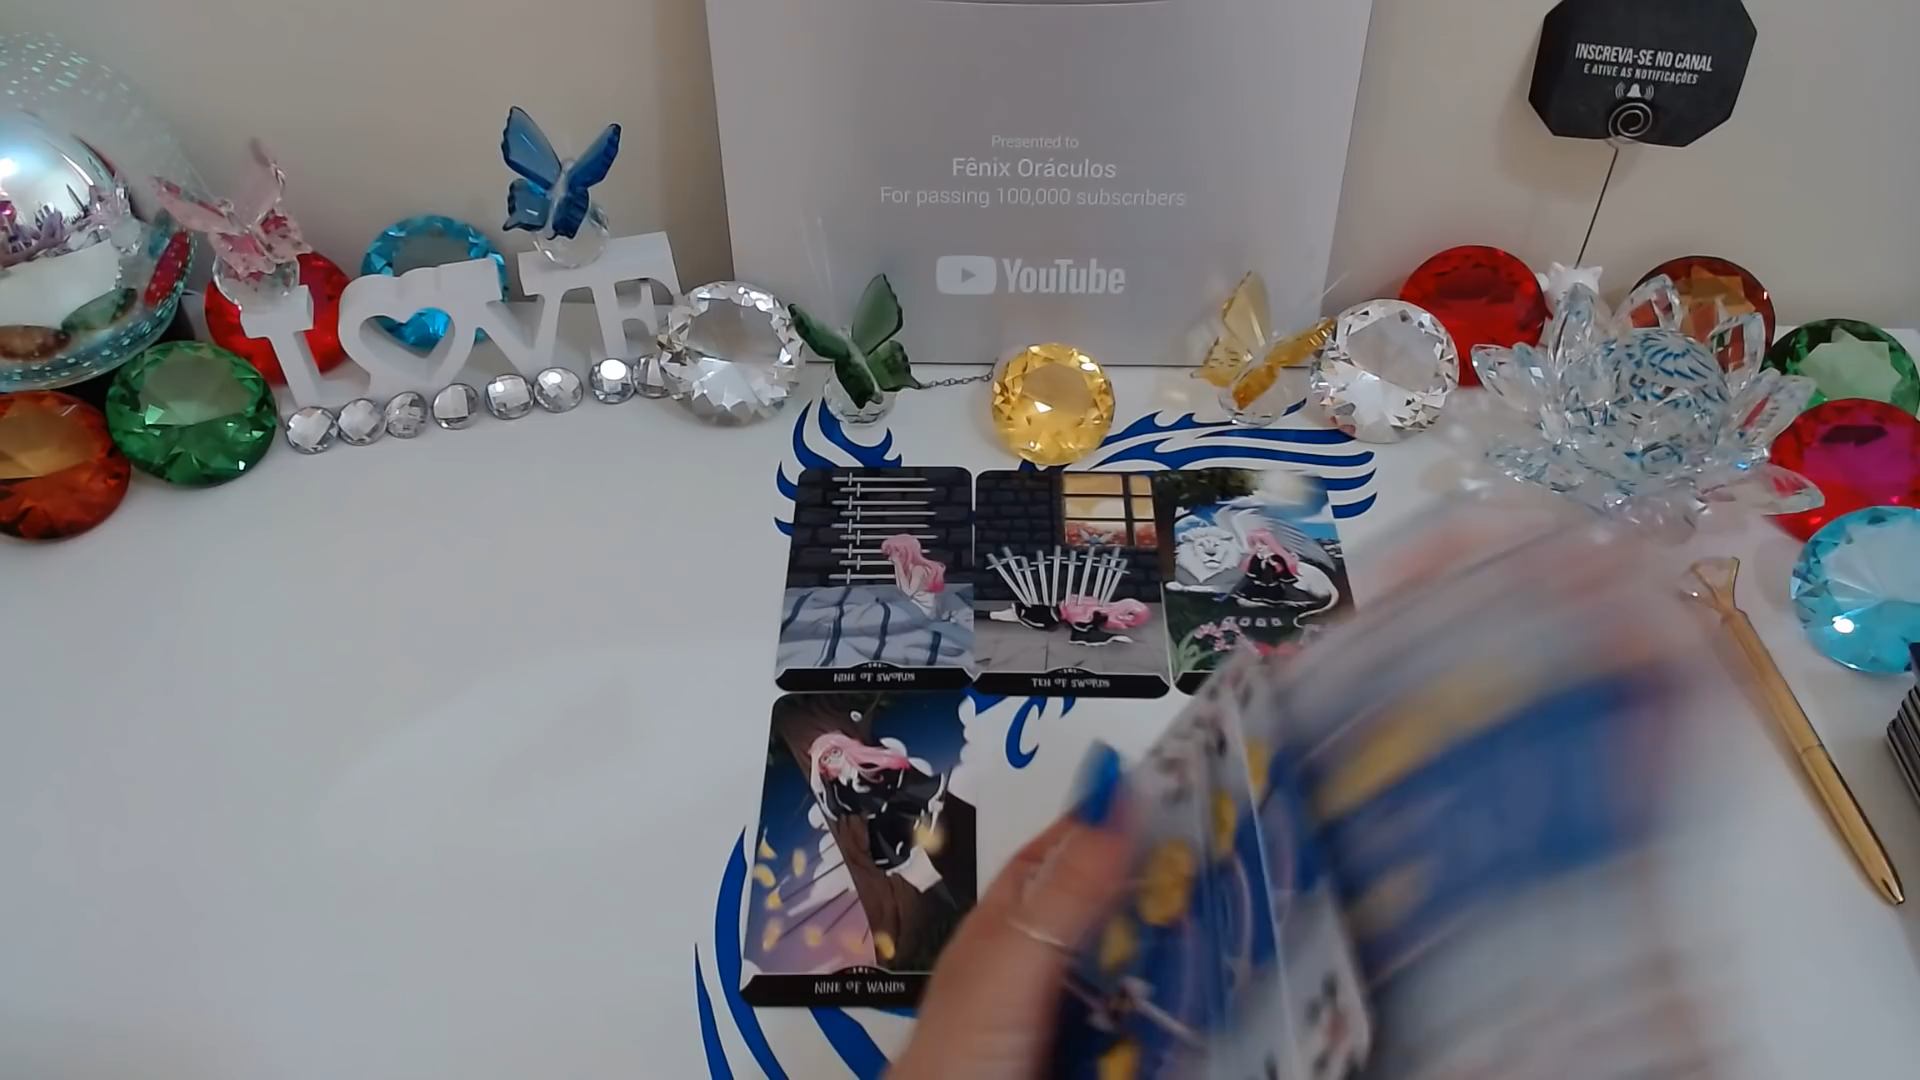 INSCREVA-SE NO CANAL
E ATIVE AS NOTIFICAÇÕES
Presented to
Fênix Oráculos
For passing 100,000 subscribers
YouTube
LOVE
NINE OF SWORDS
TEN OF SWORDS
NINE OF WANDS